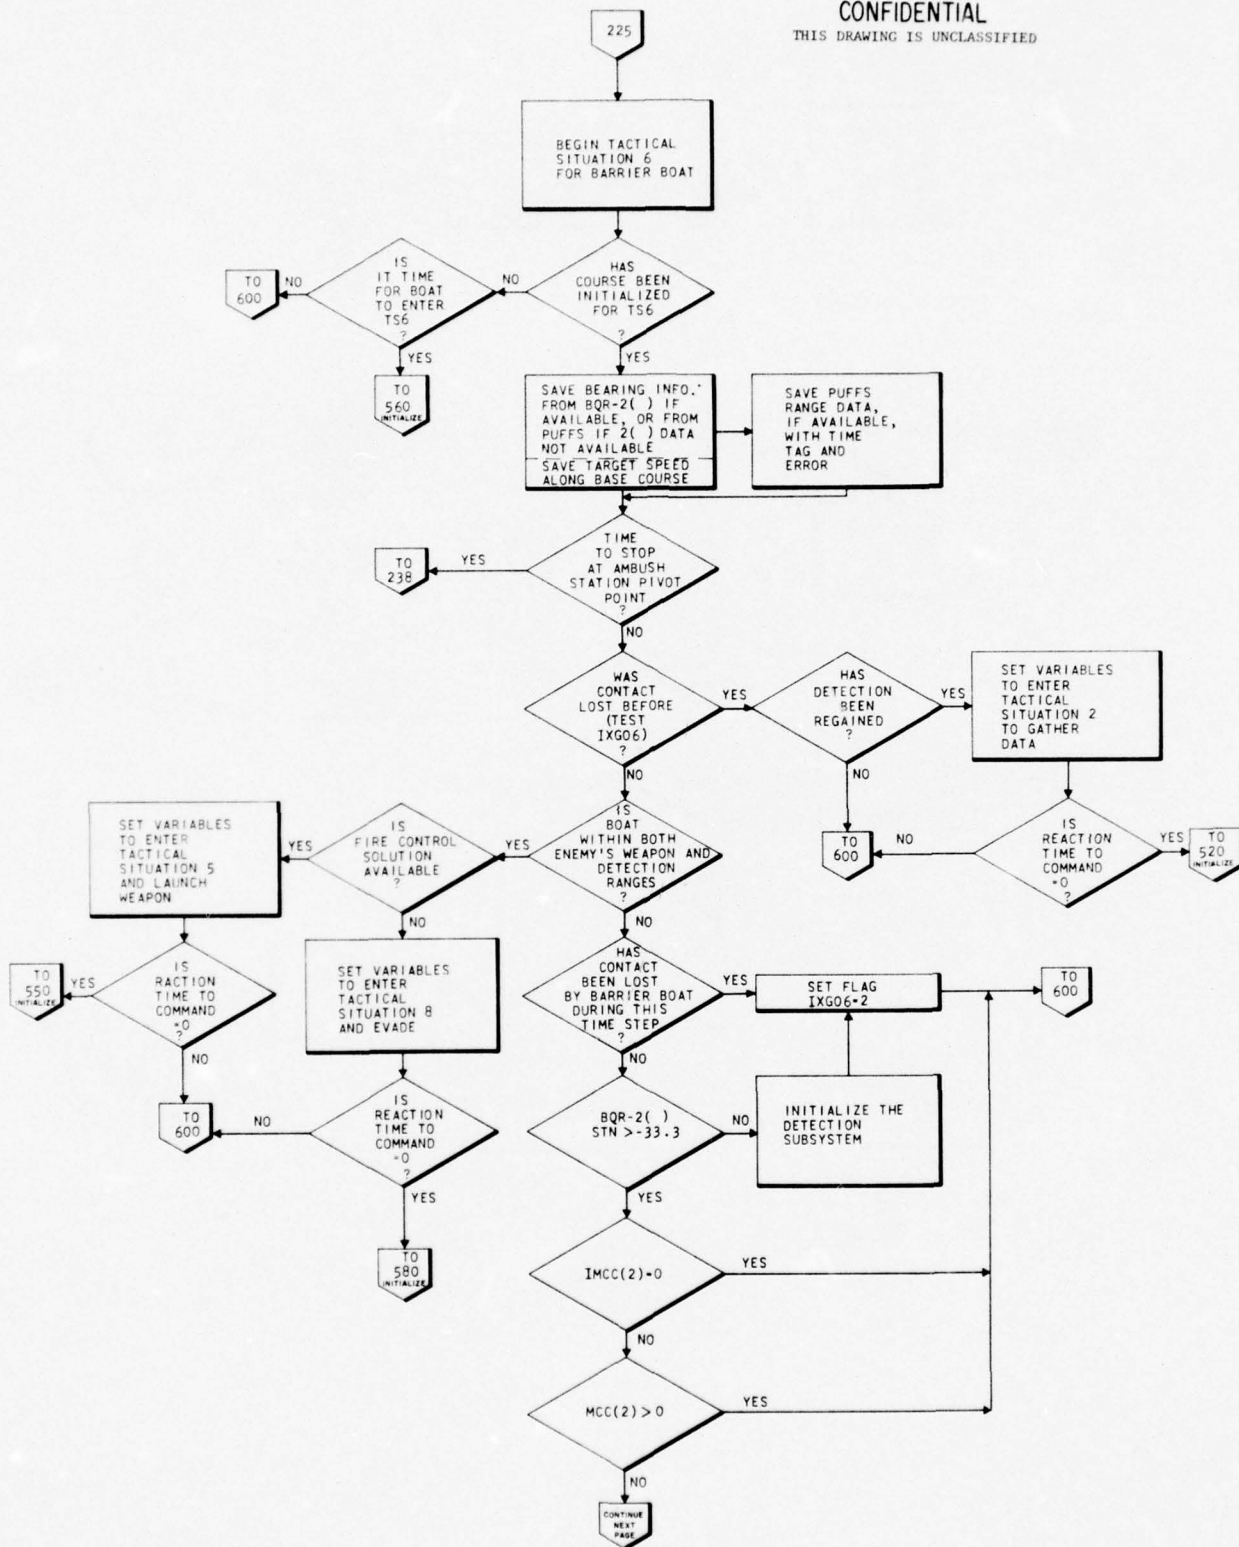 CONFIDENTIAL
THIS DRAWING IS UNCLASSIFIED
225
BEGIN TACTICAL
SITUATION 6
FOR BARRIER BOAT
HAS
COURSE BEEN
INITIALIZED
FOR TS6
?
NO
IS
IT TIME
FOR BOAT
TO ENTER
TS6
?
NO
TO
600
YES
TO
560
INITIALIZE
YES
SAVE BEARING INFO.
FROM BQR-2( ) IF
AVAILABLE, OR FROM
PUFFS IF 2( ) DATA
NOT AVAILABLE
SAVE TARGET SPEED
ALONG BASE COURSE
SAVE PUFFS
RANGE DATA,
IF AVAILABLE,
WITH TIME
TAG AND
ERROR
TIME
TO STOP
AT AMBUSH
STATION PIVOT
POINT
?
YES
TO
238
NO
WAS
CONTACT
LOST BEFORE
(TEST
IXGO6)
?
YES
HAS
DETECTION
BEEN
REGAINED
?
YES
SET VARIABLES
TO ENTER
TACTICAL
SITUATION 2
TO GATHER
DATA
NO
TO
600
NO
IS
REACTION
TIME TO
COMMAND
=0
?
YES
TO
520
INITIALIZE
NO
IS
BOAT
WITHIN BOTH
ENEMY'S WEAPON AND
DETECTION
RANGES
?
YES
IS
FIRE CONTROL
SOLUTION
AVAILABLE
?
YES
SET VARIABLES
TO ENTER
TACTICAL
SITUATION 5
AND LAUNCH
WEAPON
IS
RACTION
TIME TO
COMMAND
=0
?
YES
TO
550
INITIALIZE
NO
TO
600
NO
SET VARIABLES
TO ENTER
TACTICAL
SITUATION 8
AND EVADE
IS
REACTION
TIME TO
COMMAND
=0
?
NO
YES
TO
580
INITIALIZE
NO
HAS
CONTACT
BEEN LOST
BY BARRIER BOAT
DURING THIS
TIME STEP
?
YES
SET FLAG
IXGO6=2
TO
600
NO
BQR-2( )
STN >-33.3
NO
INITIALIZE THE
DETECTION
SUBSYSTEM
YES
IMCC(2)=0
YES
NO
MCC(2)>0
YES
NO
CONTINUE
NEXT
PAGE